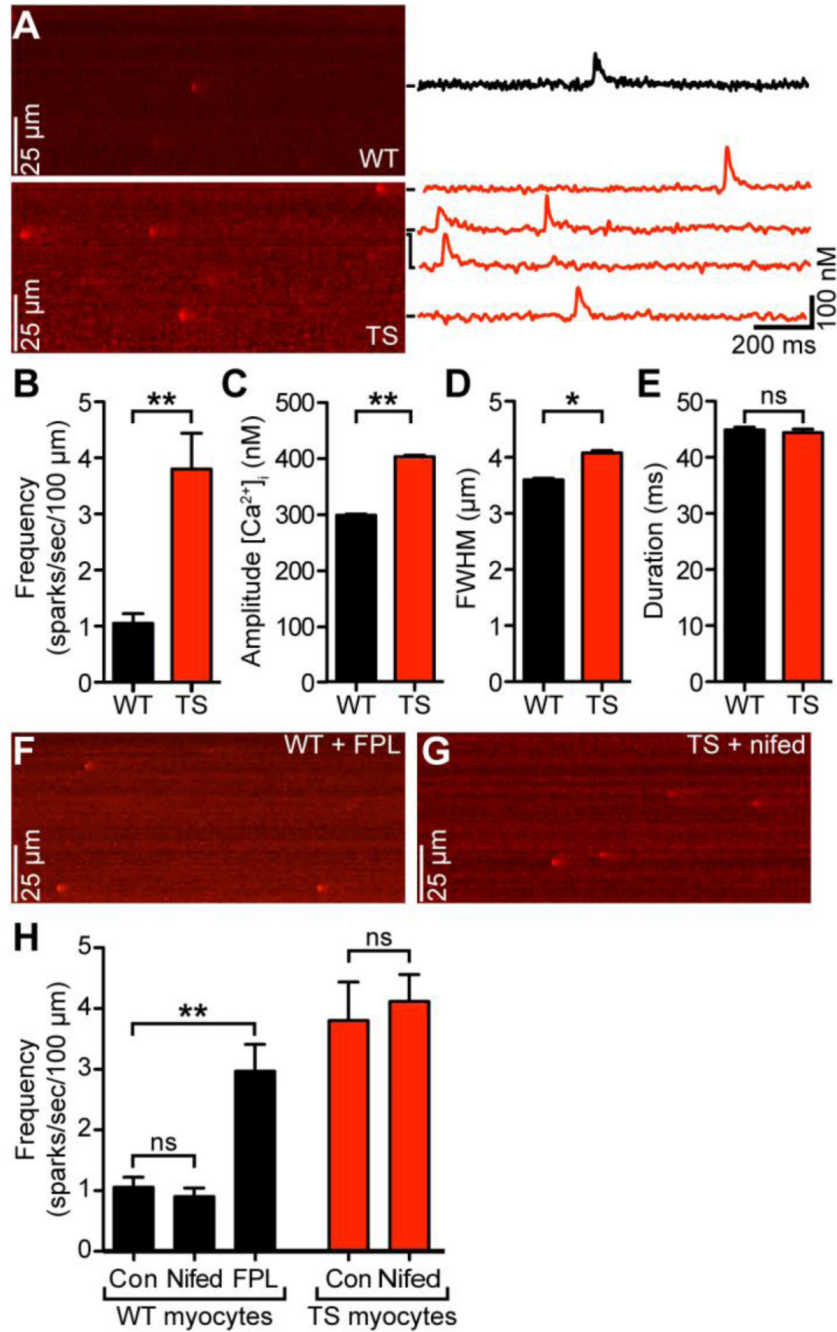 A
25 µm
WT
25 µm
TS
100 nM
200 ms
B
Frequency
(sparks/sec/100 µm)
5
4
3
2
1
0
**
WT TS
C
Amplitude [Ca²⁺]ᵢ (nM)
500
400
300
200
100
0
**
WT TS
D
FWHM (µm)
5
4
3
2
1
0
*
WT TS
E
Duration (ms)
50
40
30
20
10
0
ns
WT TS
F
WT + FPL
25 µm
G
TS + nifed
25 µm
H
Frequency
(sparks/sec/100 µm)
5
4
3
2
1
0
ns
**
ns
Con Nifed FPL
WT myocytes
Con Nifed
TS myocytes